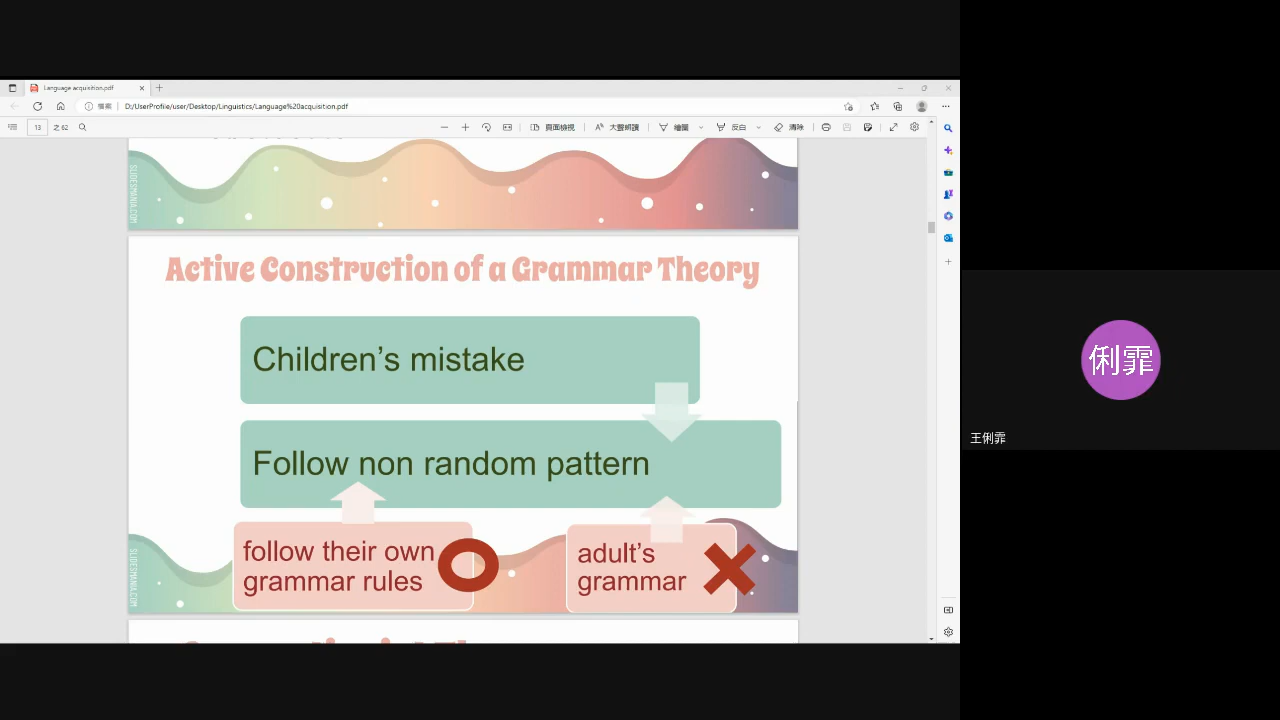 Language acquisition.pdf
檔案 D:/UserProfile/user/Desktop/Linguistics/Language%20acquisition.pdf
13 之 62 頁面檢視 大聲朗讀 繪圖 反白 清除
SLIDESMANIA.COM
Active Construction of a Grammar Theory
Children's mistake
Follow non random pattern
follow their own
grammar rules
adult's
grammar
SLIDESMANIA.COM
俐霏
王俐霏